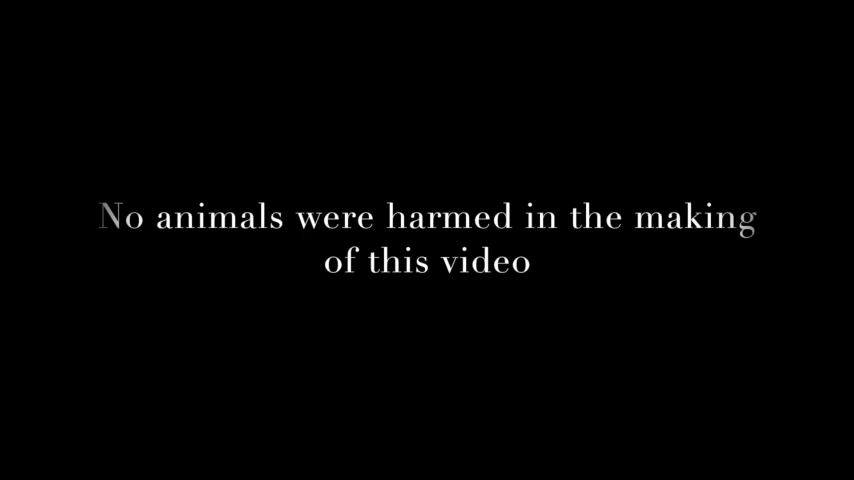 No animals were harmed in the making
of this video